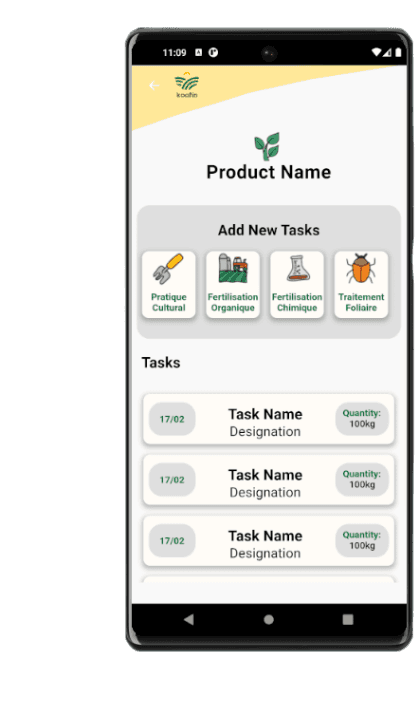 11:09
koofin
Product Name
Add New Tasks
Pratique
Cultural
Fertilisation
Organique
Fertilisation
Chimique
Traitement
Foliaire
Tasks
17/02
Task Name
Designation
Quantity:
100kg
17/02
Task Name
Designation
Quantity:
100kg
17/02
Task Name
Designation
Quantity:
100kg